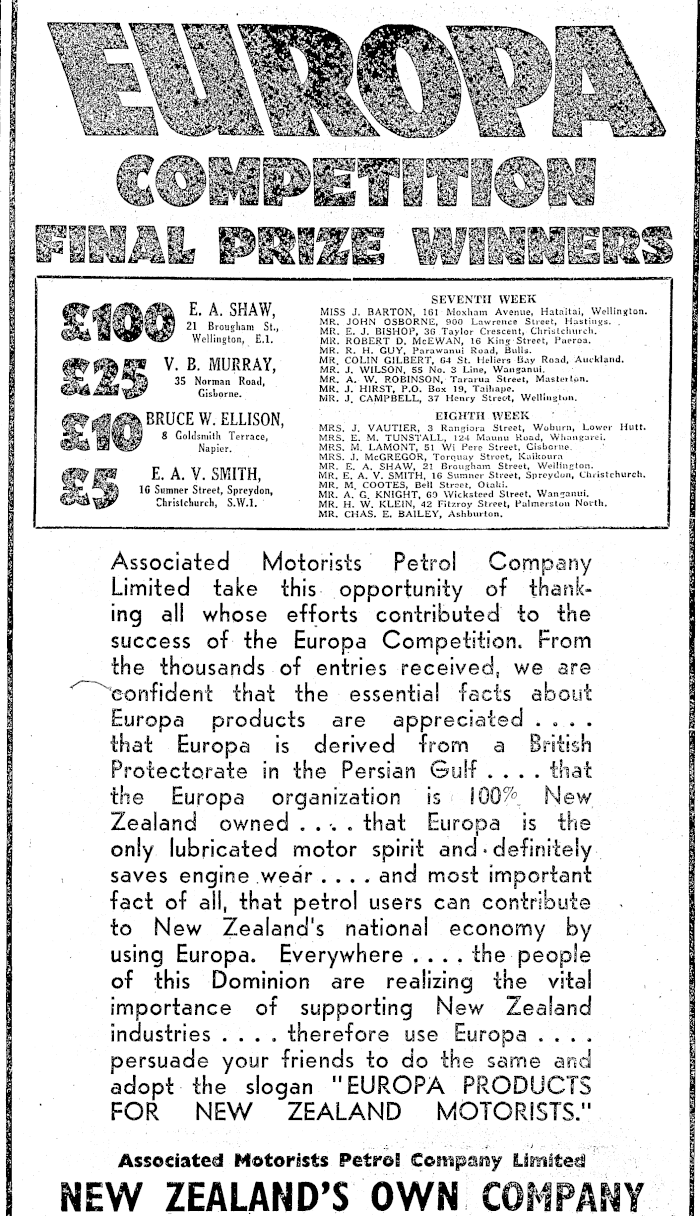 EUROPA
COMPETITION
FINAL PRIZE WINNERS
£100
E. A. SHAW,
21 Brougham St.,
Wellington, E.1.
£25
V. B. MURRAY,
35 Norman Road,
Gisborne.
£10
BRUCE W. ELLISON,
8 Goldsmith Terrace,
Napier.
£5
E. A. V. SMITH,
16 Sumner Street, Spreydon,
Christchurch, S.W.1.
SEVENTH WEEK
MISS J. BARTON, 161 Moxham Avenue, Hataitai, Wellington.
MR. JOHN OSBORNE, 900 Lawrence Street, Hastings.
MR. E. J. BISHOP, 36 Taylor Crescent, Christchurch.
MR. ROBERT D. McEWAN, 16 King Street, Paeroa.
MR. R. H. GUY, Parawanui Road, Bulls.
MR. COLIN GILBERT, 64 St. Heliers Bay Road, Auckland.
MR. J. WILSON, 55 No. 3 Line, Wanganui.
MR. A. W. ROBINSON, Tararua Street, Masterton.
MR. J. HIRST, P.O. Box 19, Taihape.
MR. J. CAMPBELL, 37 Henry Street, Wellington.
EIGHTH WEEK
MRS. J. VAUTIER, 3 Rangiora Street, Woburn, Lower Hutt.
MRS. E. M. TUNSTALL, 124 Maunu Road, Whangarei.
MRS. M. LAMONT, 51 Wi Pere Street, Gisborne.
MRS. J. McGREGOR, Torquay Street, Kaikoura
MR. E. A. SHAW, 21 Brougham Street, Wellington.
MR. E. A. V. SMITH, 16 Sumner Street, Spreydon, Christchurch.
MR. M. COOTES, Bell Street, Otaki.
MR. A. G. KNIGHT, 69 Wicksteed Street, Wanganui.
MR. H. W. KLEIN, 42 Fitzroy Street, Palmerston North.
MR. CHAS. E. BAILEY, Ashburton.
Associated Motorists Petrol Company
Limited take this opportunity of thank-
ing all whose efforts contributed to the
success of the Europa Competition. From
the thousands of entries received, we are
confident that the essential facts about
Europa products are appreciated ....
that Europa is derived from a British
Protectorate in the Persian Gulf .... that
the Europa organization is 100% New
Zealand owned .... that Europa is the
only lubricated motor spirit and definitely
saves engine wear .... and most important
fact of all, that petrol users can contribute
to New Zealand's national economy by
using Europa. Everywhere .... the people
of this Dominion are realizing the vital
importance of supporting New Zealand
industries .... therefore use Europa ....
persuade your friends to do the same and
adopt the slogan "EUROPA PRODUCTS
FOR NEW ZEALAND MOTORISTS."
Associated Motorists Petrol Company Limited
NEW ZEALAND'S OWN COMPANY